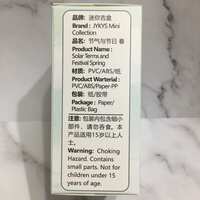 品牌：迷你吉盒
Brand : JYKYS Mini
Collection
品名：节气与节日 春
Product Name :
Solar Terms and
Festival Spring
材质：PVC/ABS/纸
Product Warterial :
PVC/ABS/Paper-PP
包装：纸/胶带
Package : Paper/
Plastic Bag
注意：包装内包含细小
部件，请勿吞食。本
产品适用15岁以上人
士。
Warning: Choking
Hazard. Contains
small parts. Not for
children under 15
years of age.